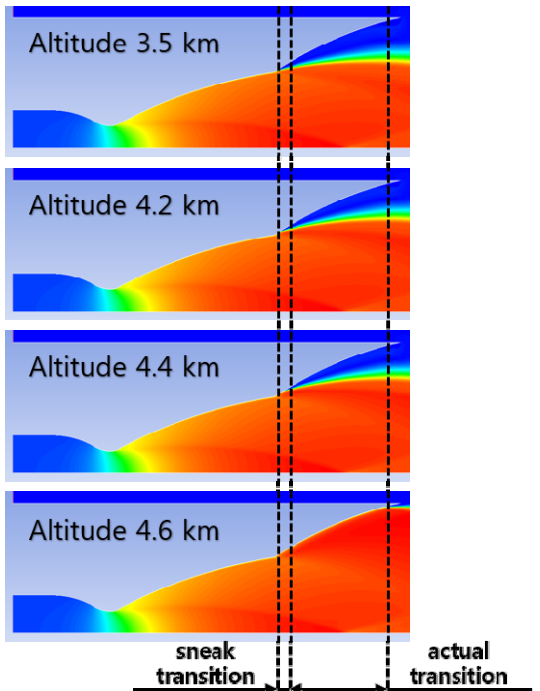 Altitude 3.5 km
Altitude 4.2 km
Altitude 4.4 km
Altitude 4.6 km
sneak
transition
actual
transition